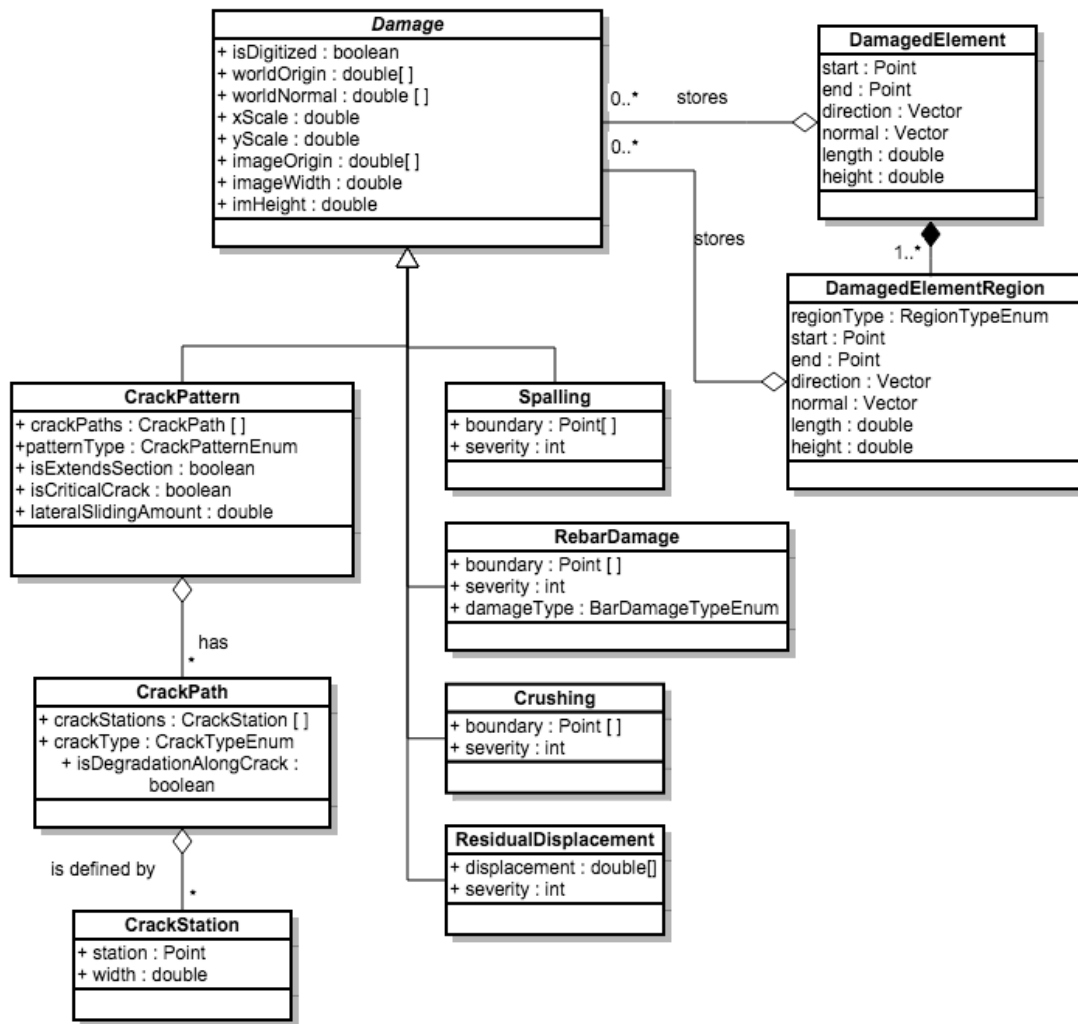 Damage
+ isDigitized : boolean
+ worldOrigin : double[ ]
+ worldNormal : double [ ]
+ xScale : double
+ yScale : double
+ imageOrigin : double[ ]
+ imageWidth : double
+ imHeight : double
0..*
stores
0..*
stores
DamagedElement
start : Point
end : Point
direction : Vector
normal : Vector
length : double
height : double
1..*
DamagedElementRegion
regionType : RegionTypeEnum
start : Point
end : Point
direction : Vector
normal : Vector
length : double
height : double
CrackPattern
+ crackPaths : CrackPath [ ]
+patternType : CrackPatternEnum
+ isExtendsSection : boolean
+ isCriticalCrack : boolean
+ lateralSlidingAmount : double
has
*
CrackPath
+ crackStations : CrackStation [ ]
+ crackType : CrackTypeEnum
+ isDegradationAlongCrack :
boolean
is defined by
*
CrackStation
+ station : Point
+ width : double
Spalling
+ boundary : Point[ ]
+ severity : int
RebarDamage
+ boundary : Point [ ]
+ severity : int
+ damageType : BarDamageTypeEnum
Crushing
+ boundary : Point [ ]
+ severity : int
ResidualDisplacement
+ displacement : double[]
+ severity : int